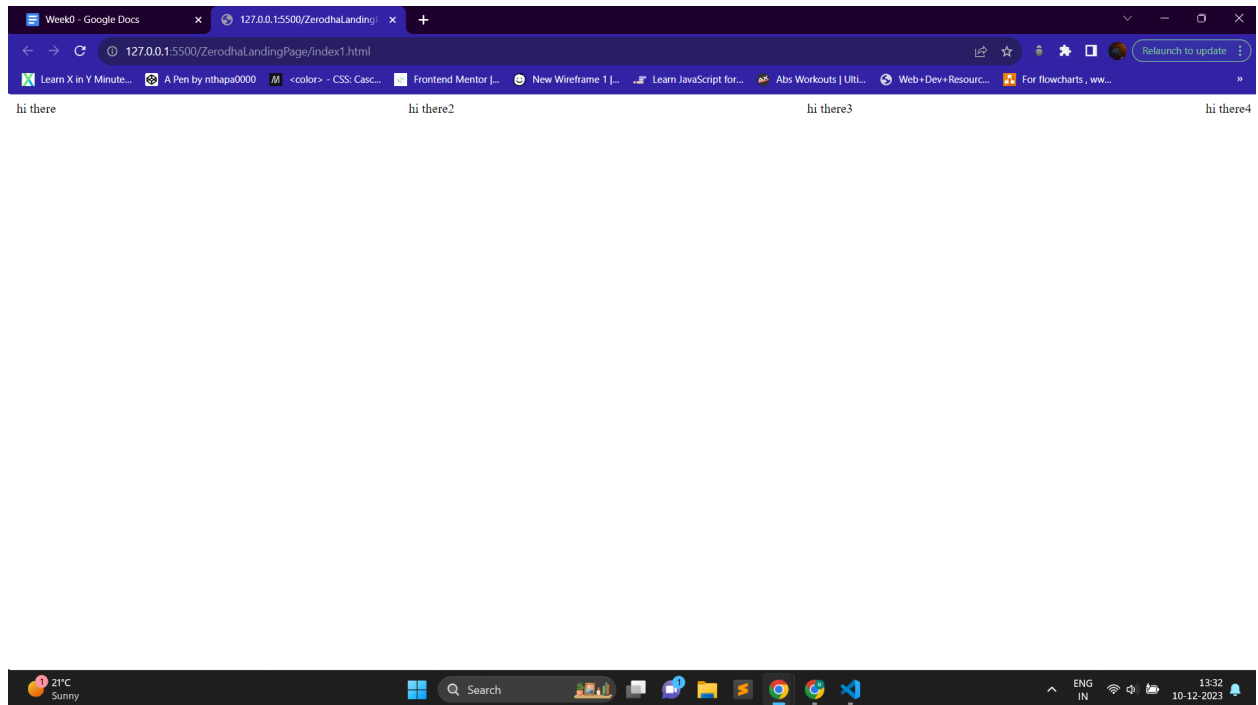 Week0 - Google Docs
127.0.0.1:5500/ZerodhaLanding
127.0.0.1:5500/ZerodhaLandingPage/index1.html
Relaunch to update
Learn X in Y Minute... A Pen by nthapa0000 M <color> - CSS: Casc... Frontend Mentor |... New Wireframe 1 |... Learn JavaScript for... Abs Workouts | Ulti... Web+Dev+Resourc... For flowcharts , ww... »
hi there hi there2 hi there3 hi there4
1 21°C
Sunny
Search
1
ENG
IN
13:32
10-12-2023